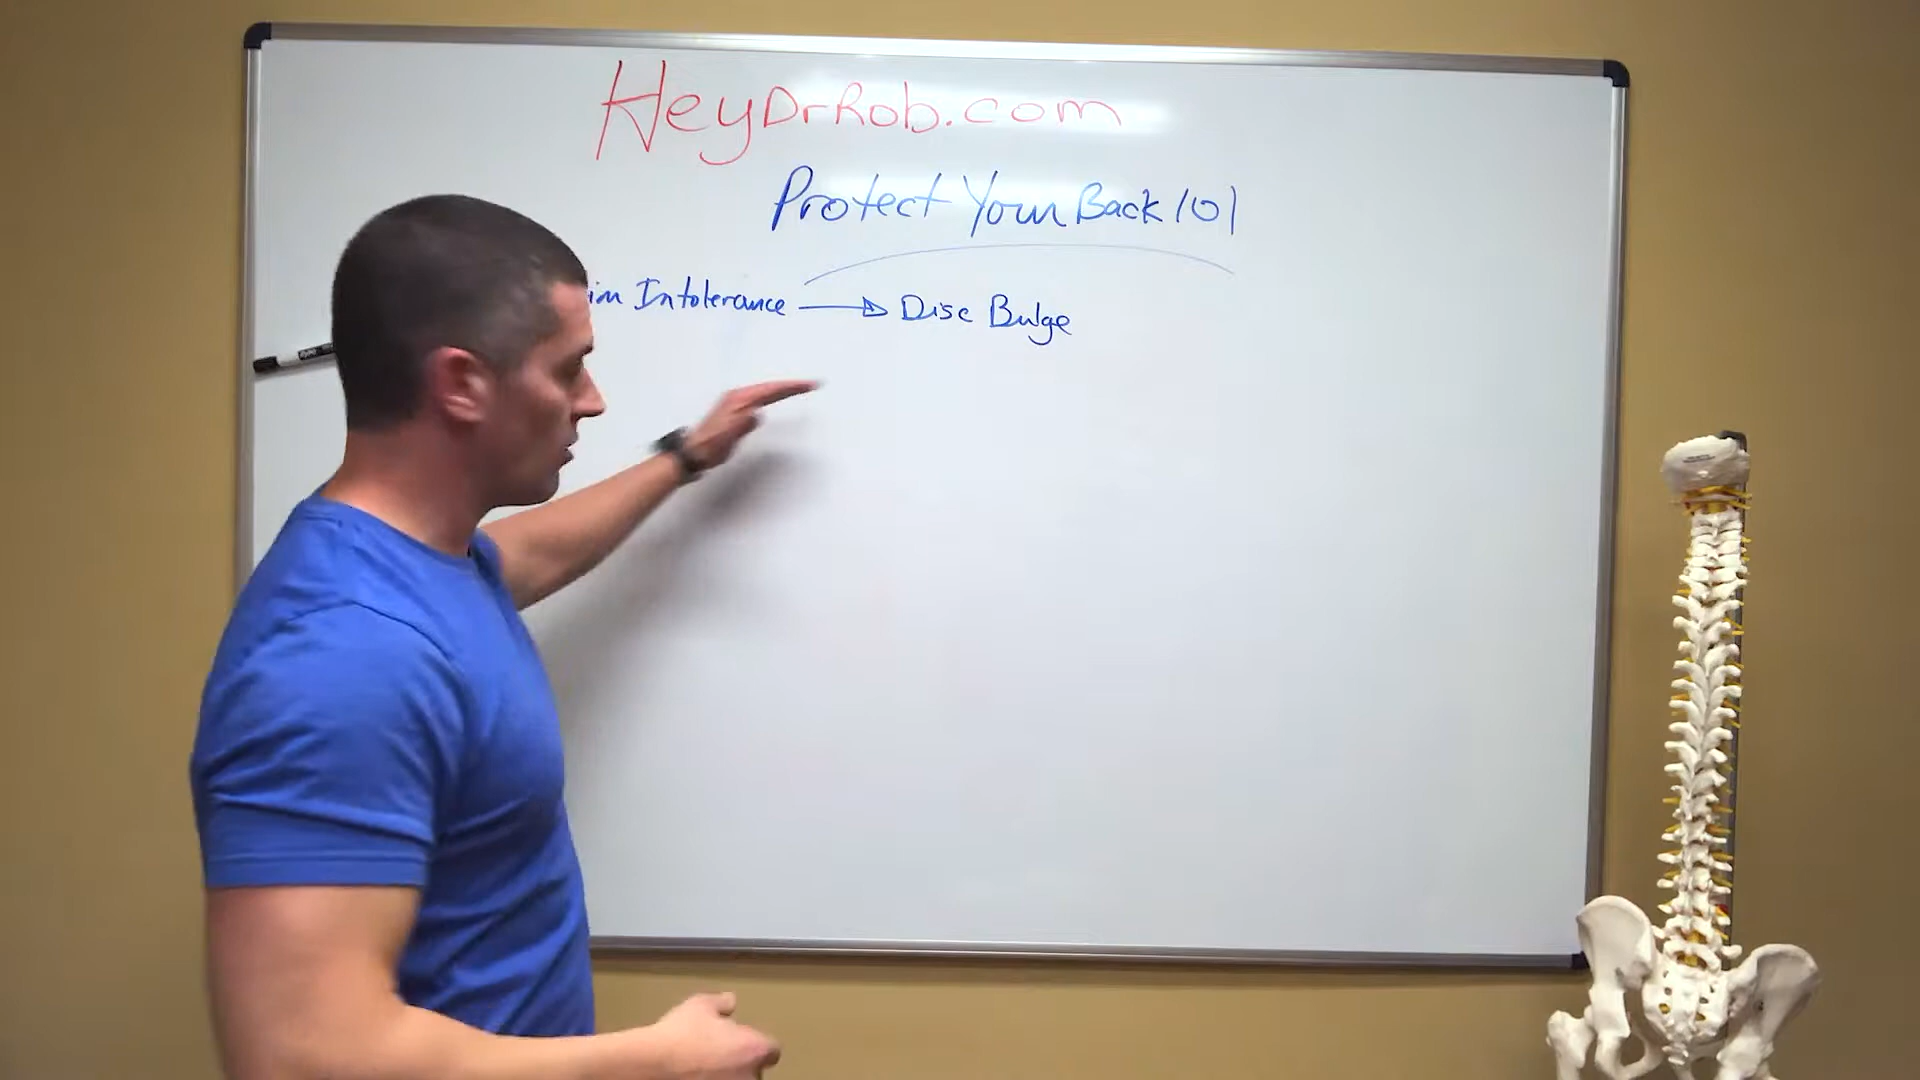 HeyDrRob.com
Protect Your Back 101
Intolerance → Disc Bulge